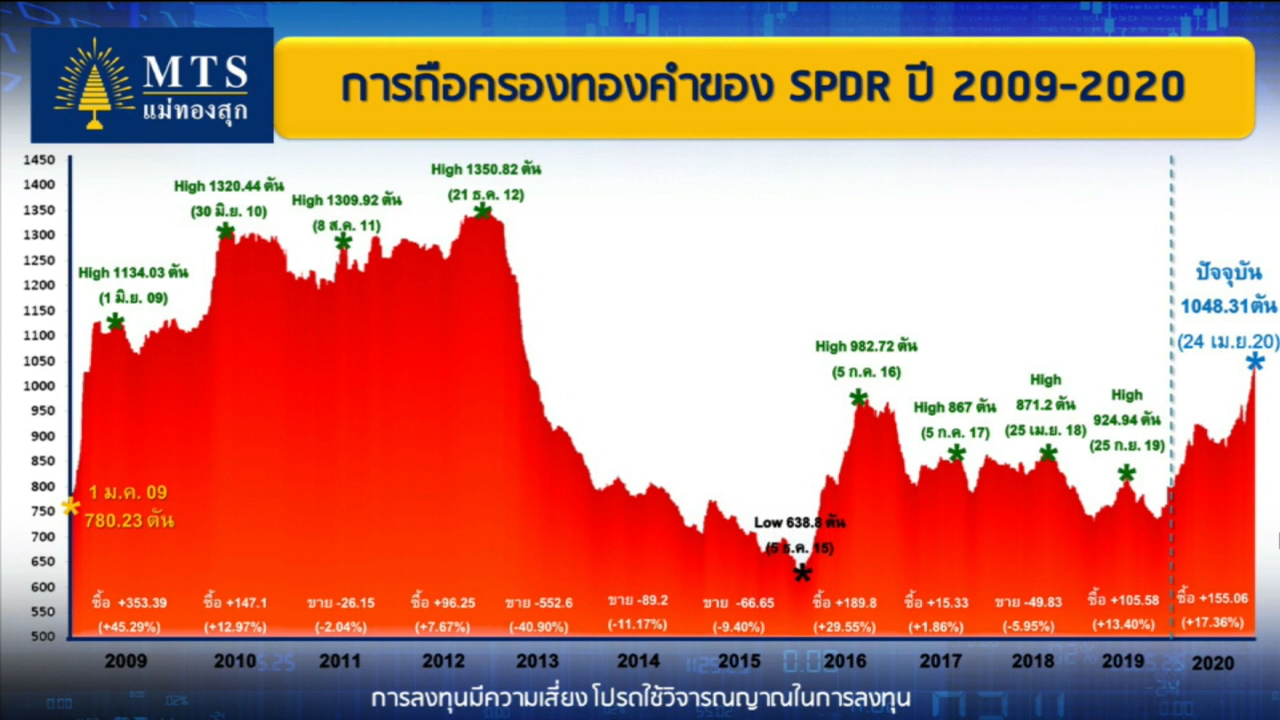 MTS
แม่ทองสุก
การถือครองทองคำของ SPDR ปี 2009-2020
1450
1400
1350
1300
1250
1200
1150
1100
1050
1000
950
900
850
800
750
700
650
600
550
500
1 ม.ค. 09
780.23 ตัน
High 1134.03 ตัน
(1 มิ.ย. 09)
High 1320.44 ตัน
(30 มิ.ย. 10)
High 1309.92 ตัน
(8 ส.ค. 11)
High 1350.82 ตัน
(21 ธ.ค. 12)
Low 638.8 ตัน
(5 ธ.ค. 15)
High 982.72 ตัน
(5 ก.ค. 16)
High 867 ตัน
(5 ก.ค. 17)
High
871.2 ตัน
(25 เม.ย. 18)
High
924.94 ตัน
(25 ก.ย. 19)
ปัจจุบัน
1048.31ตัน
(24 เม.ย.20)
ซื้อ +353.39
(+45.29%)
ซื้อ +147.1
(+12.97%)
ขาย -26.15
(-2.04%)
ซื้อ +96.25
(+7.67%)
ขาย -552.6
(-40.90%)
ขาย -89.2
(-11.17%)
ขาย -66.65
(-9.40%)
ซื้อ +189.8
(+29.55%)
ซื้อ +15.33
(+1.86%)
ขาย -49.83
(-5.95%)
ซื้อ +105.58
(+13.40%)
ซื้อ +155.06
(+17.36%)
2009 2010 2011 2012 2013 2014 2015 2016 2017 2018 2019 2020
การลงทุนมีความเสี่ยง โปรดใช้วิจารณญาณในการลงทุน